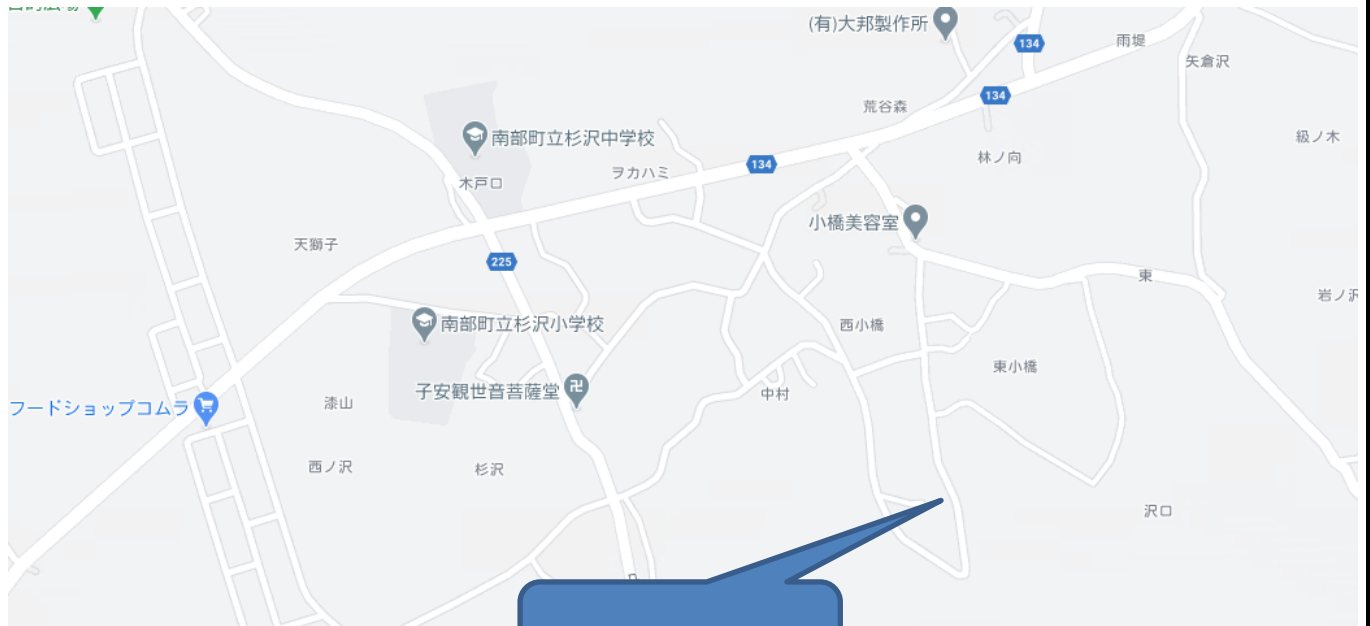 (有)大邦製作所
134
雨堤
矢倉沢
134
荒谷森
級ノ木
南部町立杉沢中学校
134
林ノ向
ヲカハミ
木戸口
小橋美容室
天獅子
225
東
岩ノ沢
南部町立杉沢小学校
西小橋
東小橋
子安観世音菩薩堂
卍
中村
フードショップコムラ
漆山
西ノ沢
杉沢
沢口